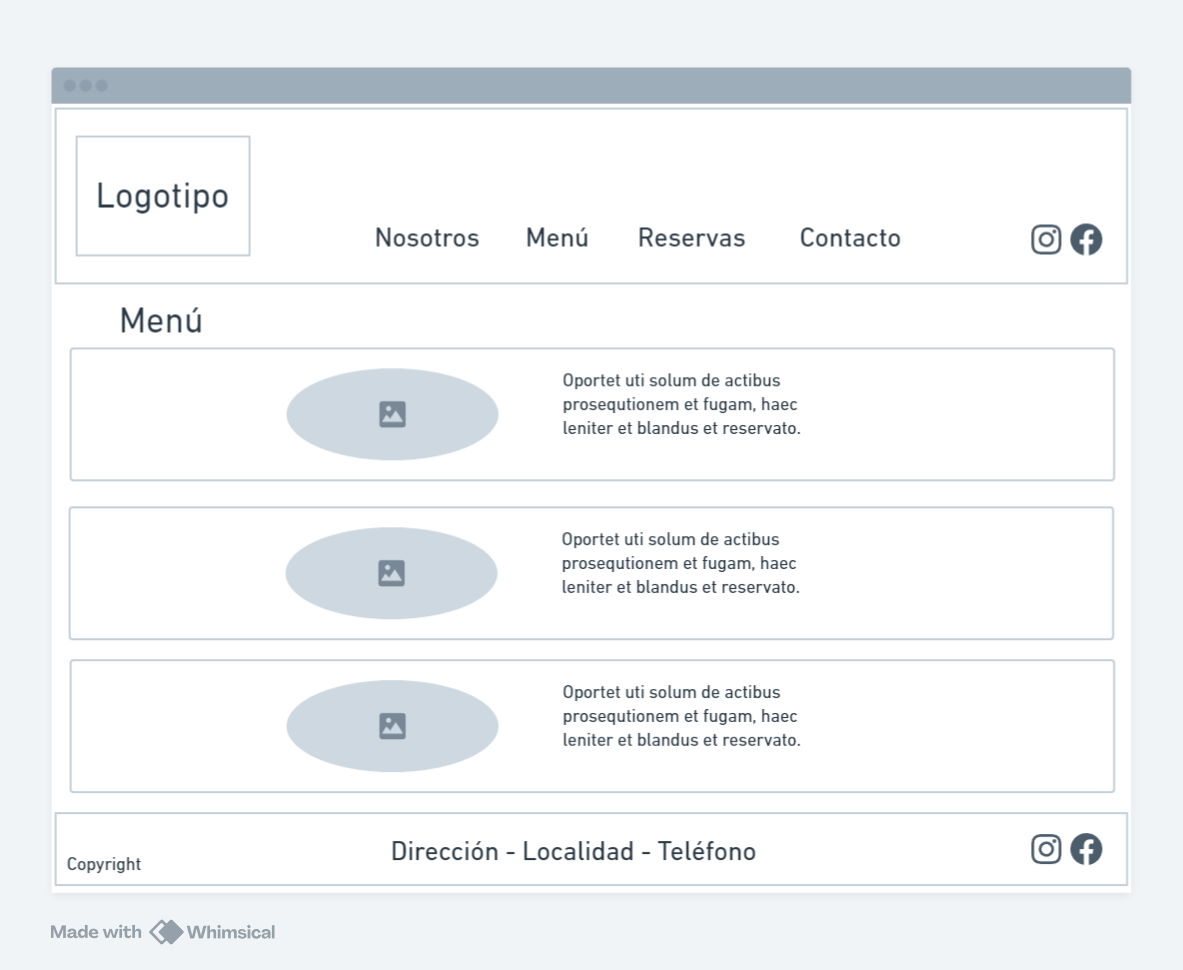 Logotipo
Nosotros Menú Reservas Contacto
Menú
Oportet uti solum de actibus
prosequtionem et fugam, haec
leniter et blandus et reservato.
Oportet uti solum de actibus
prosequtionem et fugam, haec
leniter et blandus et reservato.
Oportet uti solum de actibus
prosequtionem et fugam, haec
leniter et blandus et reservato.
Copyright
Dirección - Localidad - Teléfono
Made with Whimsical